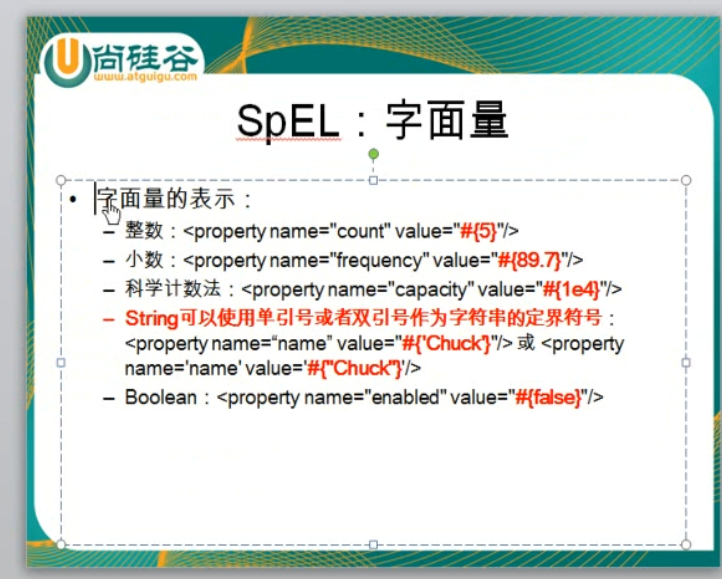 尚硅谷
www.atguigu.com
SpEL：字面量
• 字面量的表示：
– 整数：<property name="count" value="#{5}"/>
– 小数：<property name="frequency" value="#{89.7}"/>
– 科学计数法：<property name="capacity" value="#{1e4}"/>
– String可以使用单引号或者双引号作为字符串的定界符号：
<property name=“name” value="#{'Chuck'}"/> 或 <property
name='name' value='#{"Chuck"}'/>
– Boolean：<property name="enabled" value="#{false}"/>